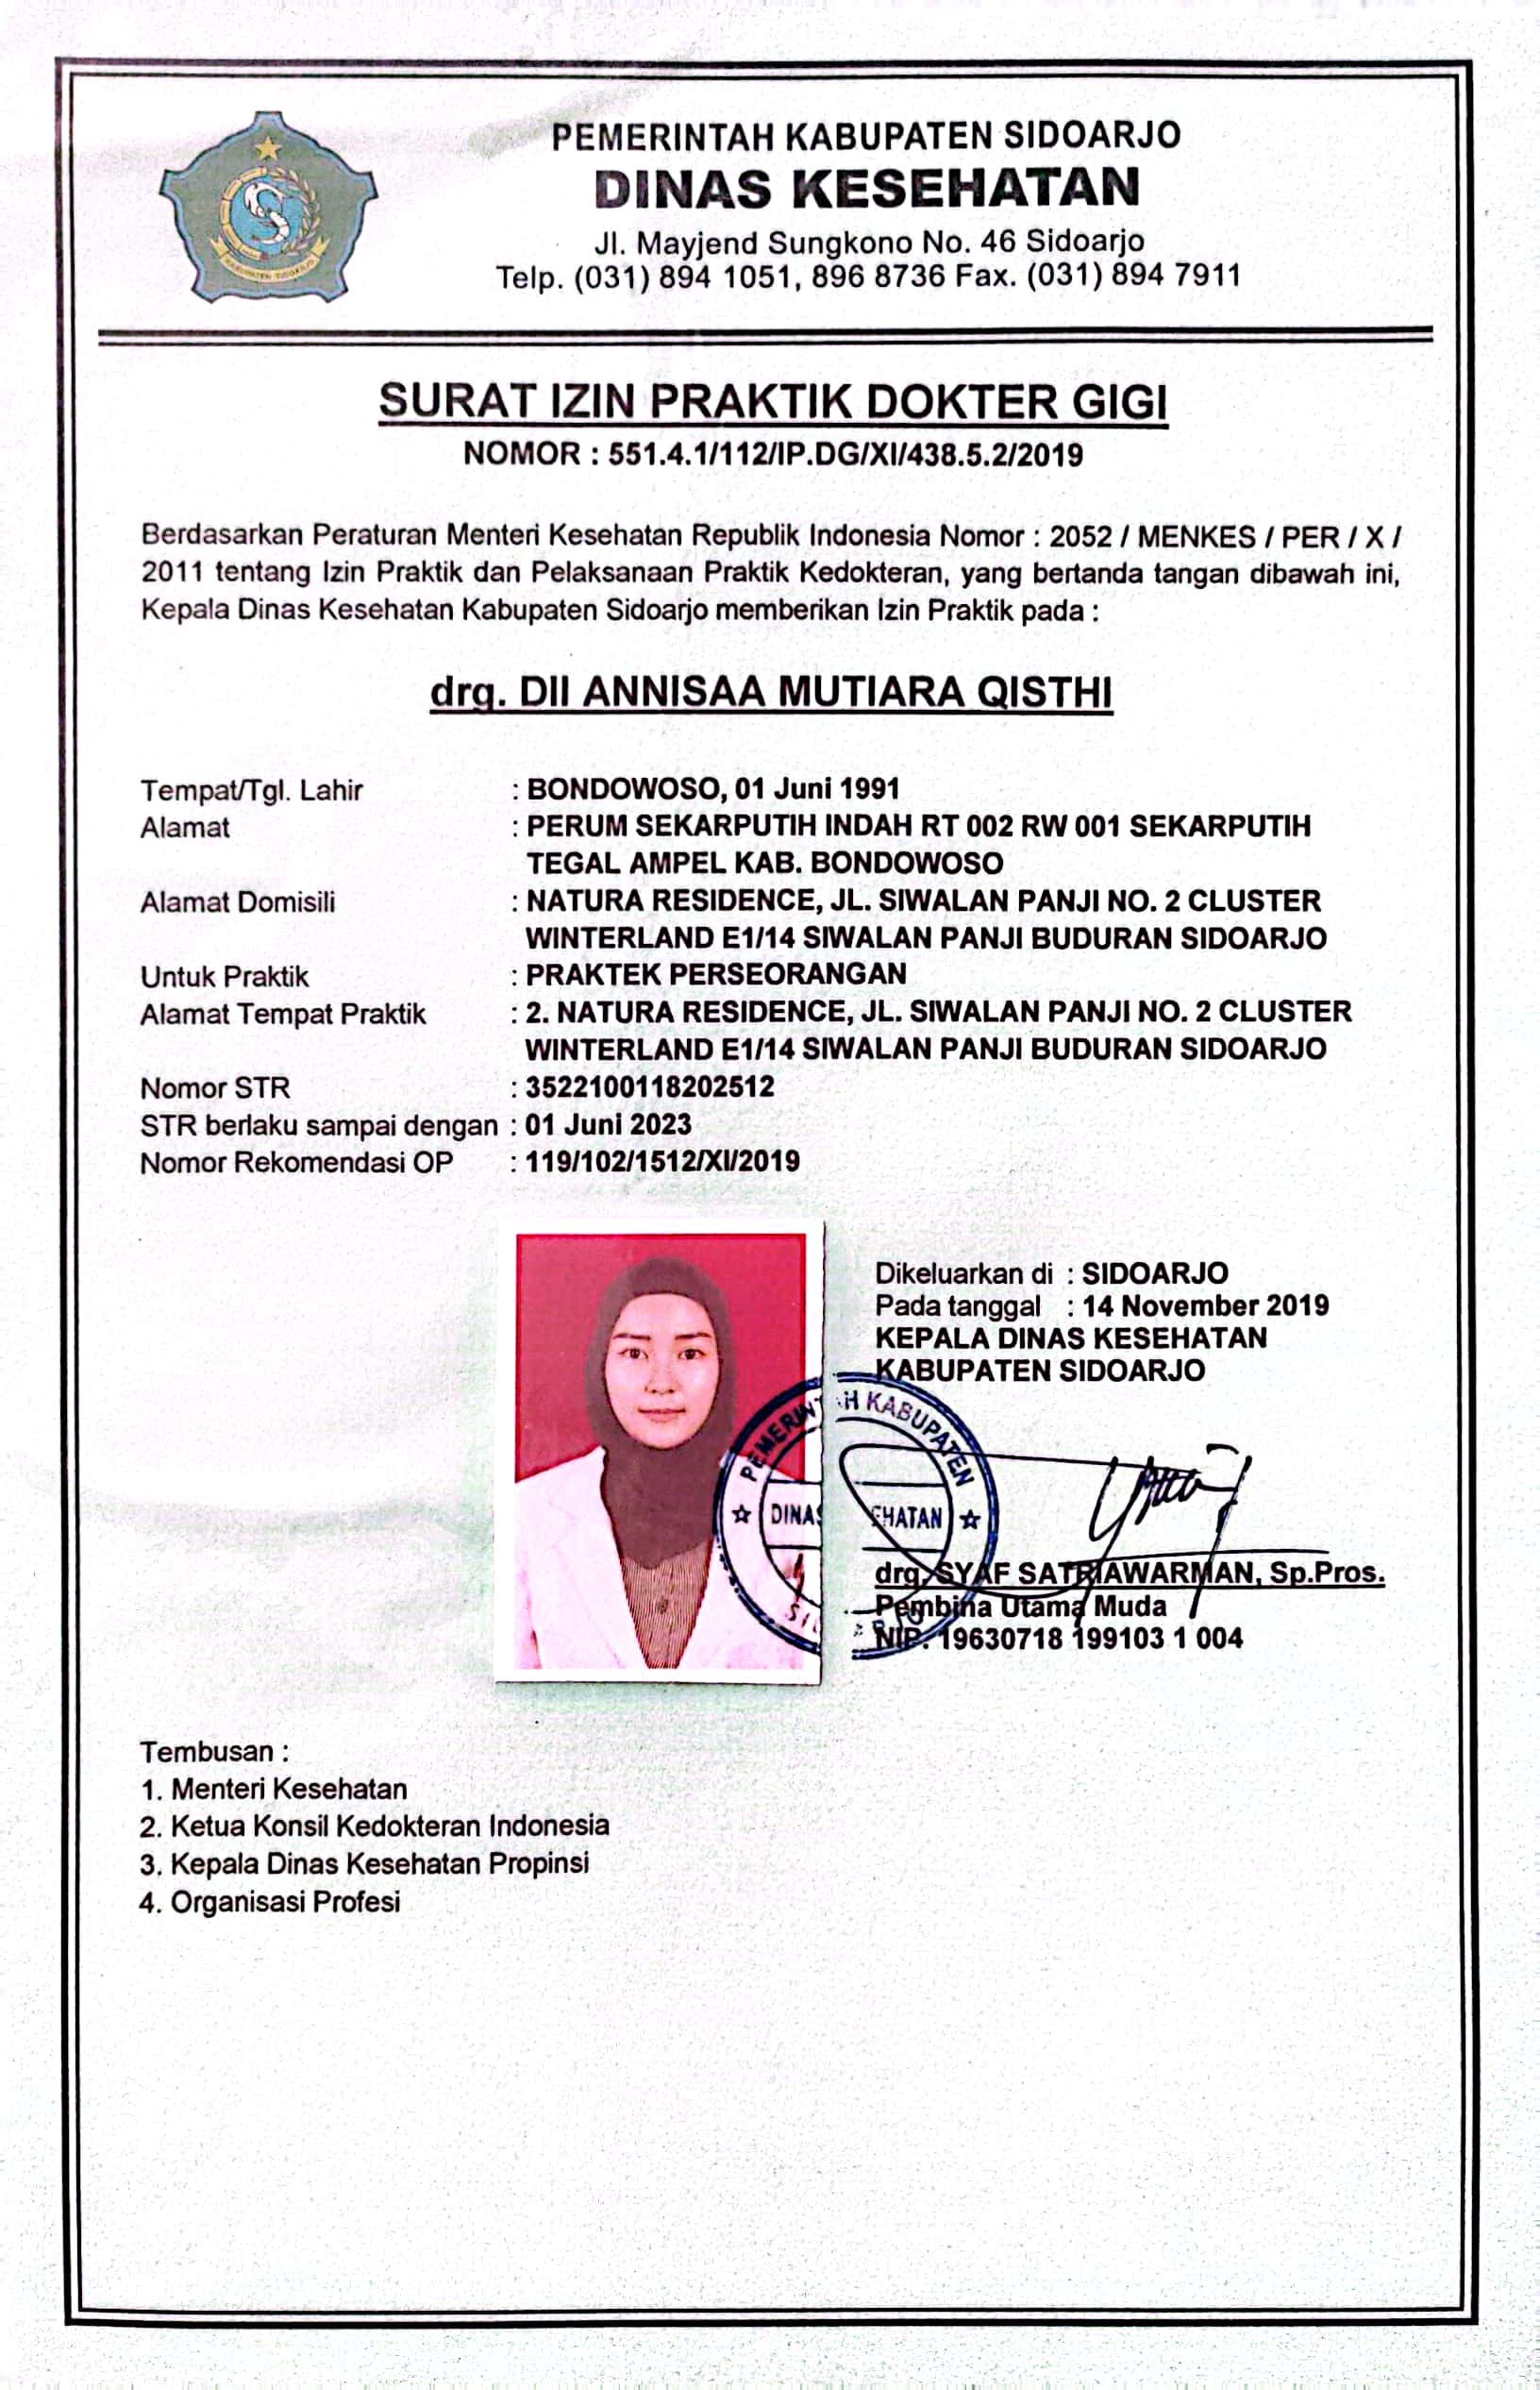 PEMERINTAH KABUPATEN SIDOARJO
DINAS KESEHATAN
Jl. Mayjend Sungkono No. 46 Sidoarjo
Telp. (031) 894 1051, 896 8736 Fax. (031) 894 7911
KABUPATEN SIDOARJO
SURAT IZIN PRAKTIK DOKTER GIGI
NOMOR : 551.4.1/112/IP.DG/XI/438.5.2/2019
Berdasarkan Peraturan Menteri Kesehatan Republik Indonesia Nomor : 2052 / MENKES / PER / X /
2011 tentang Izin Praktik dan Pelaksanaan Praktik Kedokteran, yang bertanda tangan dibawah ini,
Kepala Dinas Kesehatan Kabupaten Sidoarjo memberikan Izin Praktik pada :
drg. DII ANNISAA MUTIARA QISTHI
Tempat/Tgl. Lahir : BONDOWOSO, 01 Juni 1991
Alamat : PERUM SEKARPUTIH INDAH RT 002 RW 001 SEKARPUTIH
TEGAL AMPEL KAB. BONDOWOSO
Alamat Domisili : NATURA RESIDENCE, JL. SIWALAN PANJI NO. 2 CLUSTER
WINTERLAND E1/14 SIWALAN PANJI BUDURAN SIDOARJO
Untuk Praktik : PRAKTEK PERSEORANGAN
Alamat Tempat Praktik : 2. NATURA RESIDENCE, JL. SIWALAN PANJI NO. 2 CLUSTER
WINTERLAND E1/14 SIWALAN PANJI BUDURAN SIDOARJO
Nomor STR : 3522100118202512
STR berlaku sampai dengan : 01 Juni 2023
Nomor Rekomendasi OP : 119/102/1512/XI/2019
Dikeluarkan di : SIDOARJO
Pada tanggal : 14 November 2019
KEPALA DINAS KESEHATAN
KABUPATEN SIDOARJO
PEMERINTAH KABUPATEN
DINAS EHATAN
drg. SYAF SATRIAWARMAN, Sp.Pros.
Pembina Utama Muda
NIP. 19630718 199103 1 004
Tembusan :
1. Menteri Kesehatan
2. Ketua Konsil Kedokteran Indonesia
3. Kepala Dinas Kesehatan Propinsi
4. Organisasi Profesi